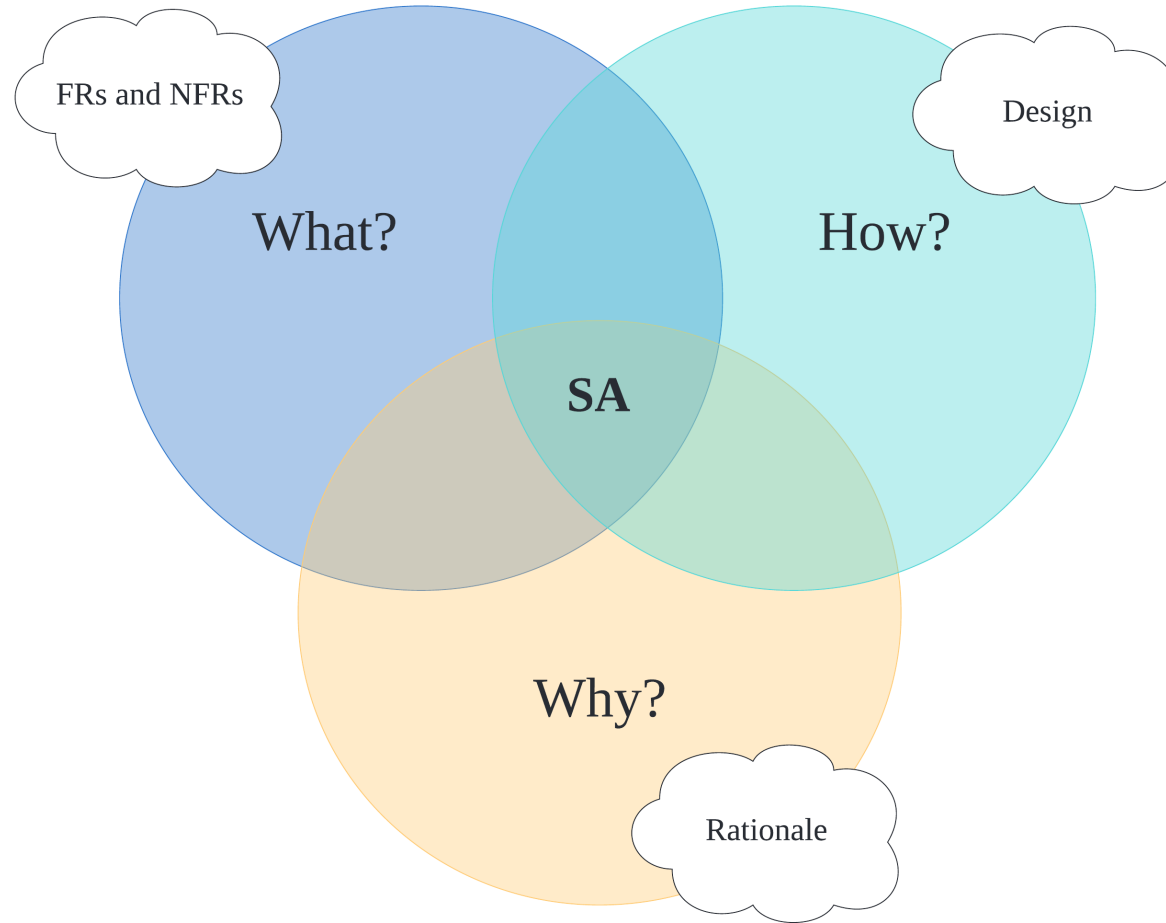 FRs and NFRs
Design
What?
How?
SA
Why?
Rationale